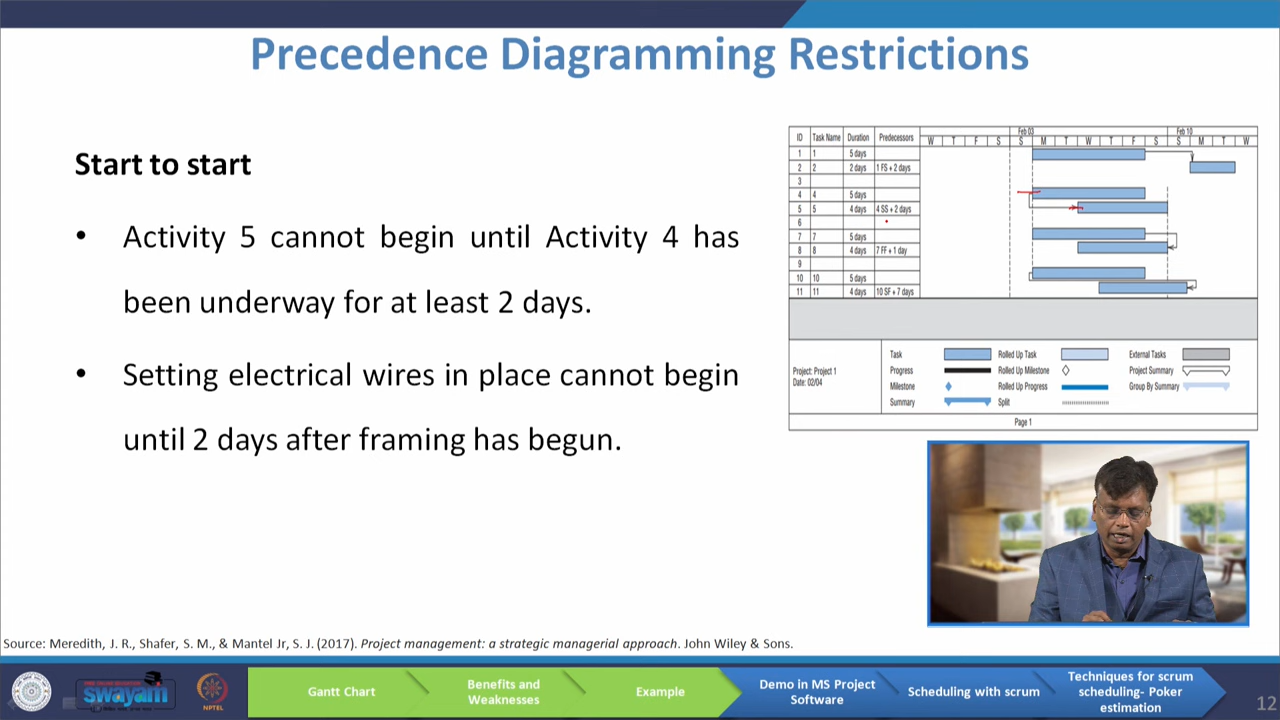 Precedence Diagramming Restrictions
Start to start
• Activity 5 cannot begin until Activity 4 has
been underway for at least 2 days.
• Setting electrical wires in place cannot begin
until 2 days after framing has begun.
ID Task Name Duration Predecessors
Feb 03 Feb 10
W T F S S M T W T F S S M T W
1 1 5 days
2 2 2 days 1 FS + 2 days
3
4 4 5 days
5 5 4 days 4 SS + 2 days
6
7 7 5 days
8 8 4 days 7 FF + 1 day
9
10 10 5 days
11 11 4 days 10 SF + 7 days
Project: Project 1
Date: 02/04
Task Rolled Up Task External Tasks
Progress Rolled Up Milestone Project Summary
Milestone Rolled Up Progress Group By Summary
Summary Split
Page 1
Source: Meredith, J. R., Shafer, S. M., & Mantel Jr, S. J. (2017). Project management: a strategic managerial approach. John Wiley & Sons.
swayam
NPTEL
Gantt Chart
Benefits and
Weaknesses
Example
Demo in MS Project
Software
Scheduling with scrum
Techniques for scrum
scheduling- Poker
estimation
12